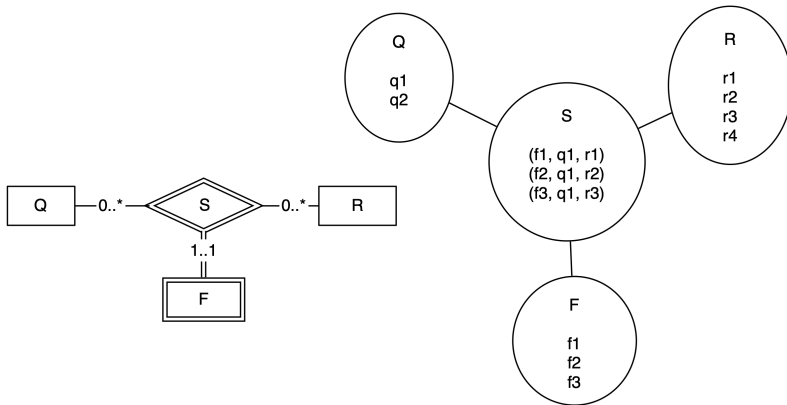 Q
0..*
S
0..*
R
1..1
F
Q
q1
q2
S
(f1, q1, r1)
(f2, q1, r2)
(f3, q1, r3)
R
r1
r2
r3
r4
F
f1
f2
f3